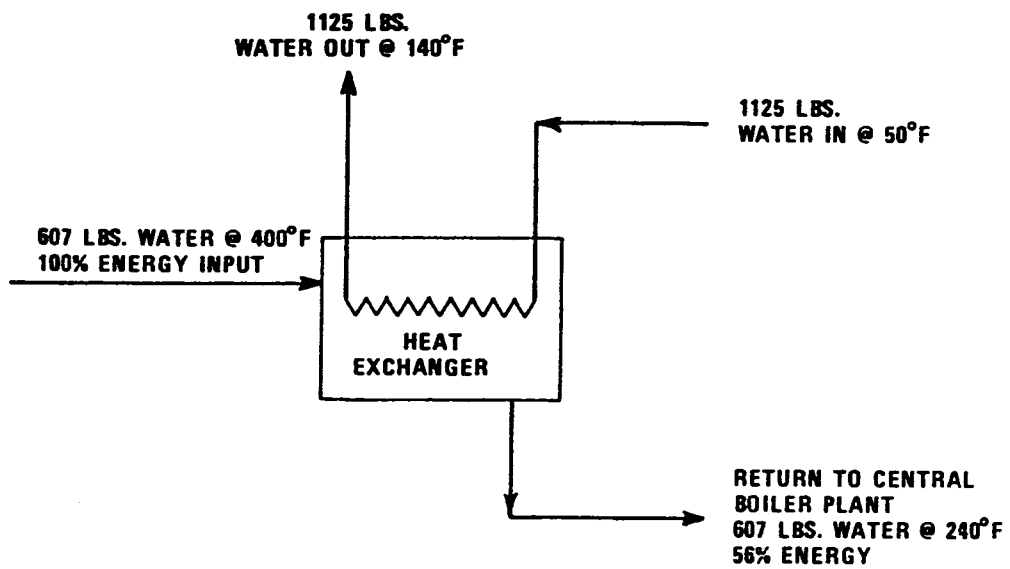 1125 LBS.
WATER OUT @ 140°F
1125 LBS.
WATER IN @ 50°F
607 LBS. WATER @ 400°F
100% ENERGY INPUT
HEAT
EXCHANGER
RETURN TO CENTRAL
BOILER PLANT
607 LBS. WATER @ 240°F
56% ENERGY